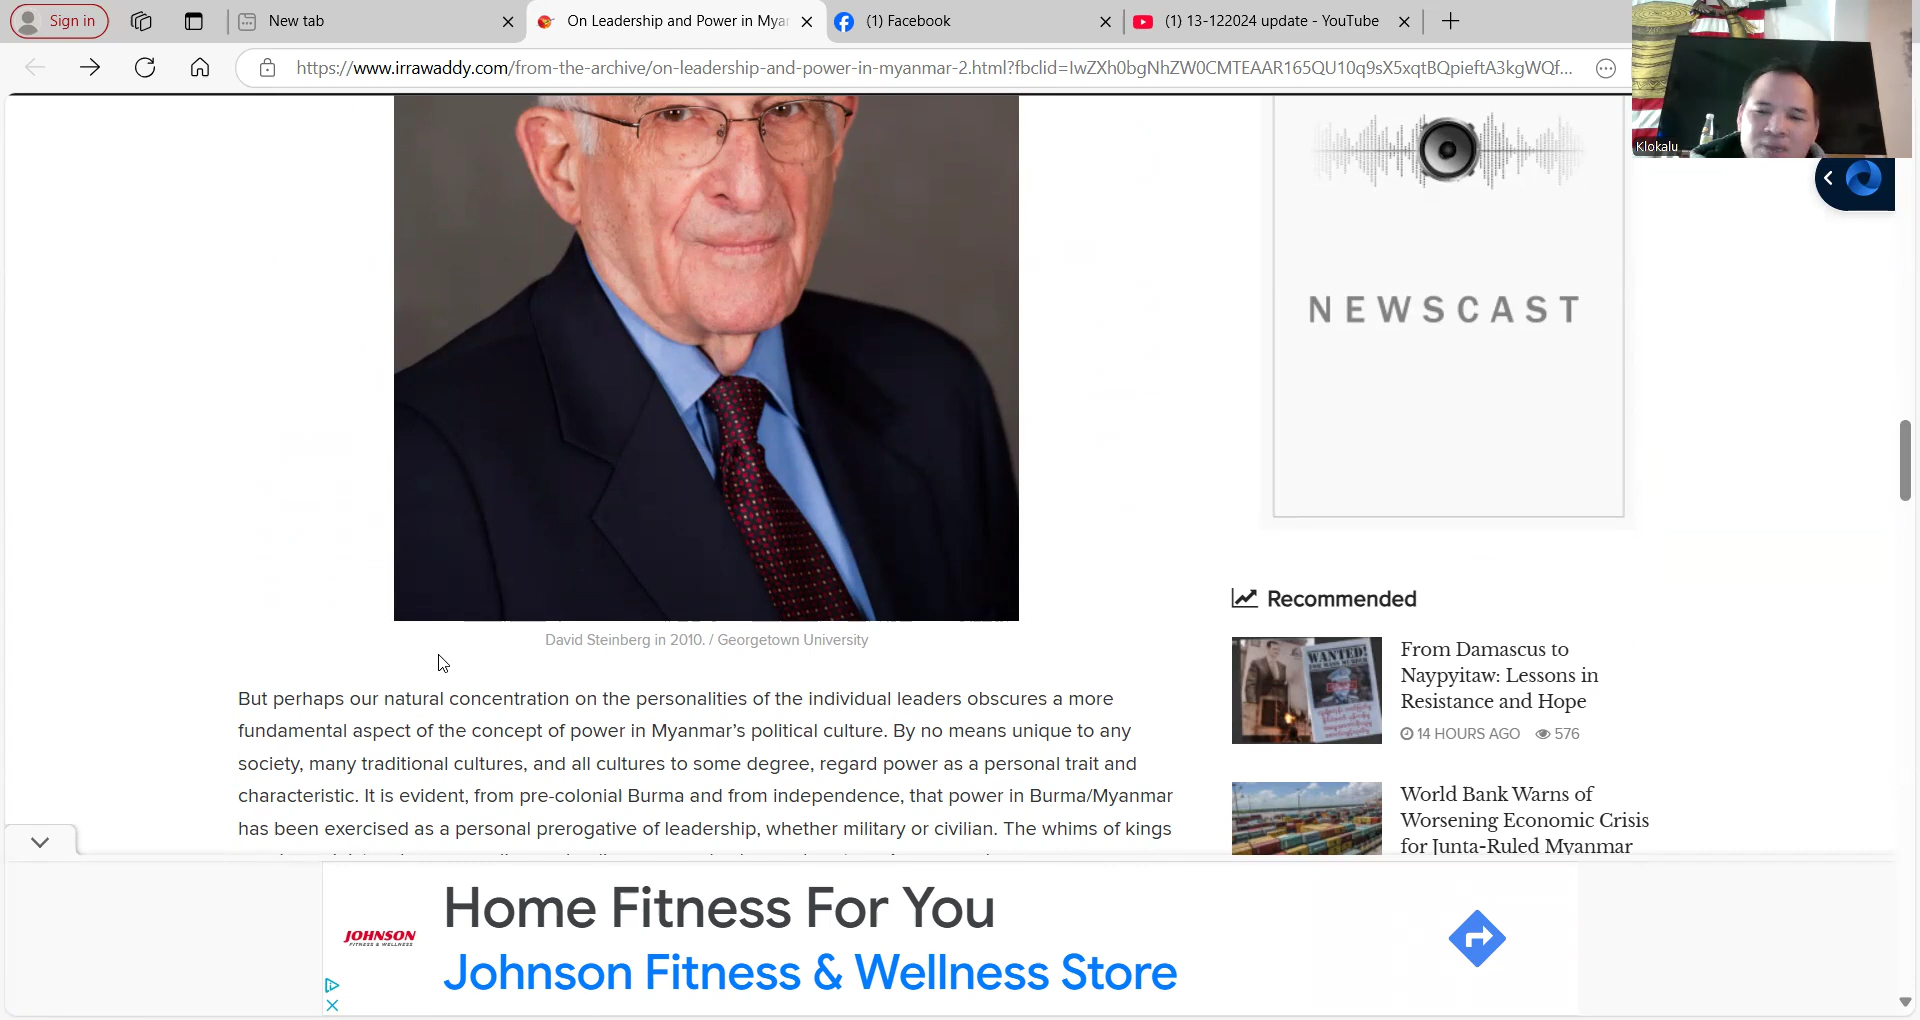 Sign in
New tab
On Leadership and Power in Myan
(1) Facebook
(1) 13-122024 update - YouTube
https://www.irrawaddy.com/from-the-archive/on-leadership-and-power-in-myanmar-2.html?fbclid=IwZXh0bgNhZW0CMTEAAR165QU10q9sX5xqtBQpieftA3kgWQf...
Klokalu
NEWSCAST
David Steinberg in 2010. / Georgetown University
But perhaps our natural concentration on the personalities of the individual leaders obscures a more
fundamental aspect of the concept of power in Myanmar’s political culture. By no means unique to any
society, many traditional cultures, and all cultures to some degree, regard power as a personal trait and
characteristic. It is evident, from pre-colonial Burma and from independence, that power in Burma/Myanmar
has been exercised as a personal prerogative of leadership, whether military or civilian. The whims of kings
Recommended
WANTED!
From Damascus to
Naypyitaw: Lessons in
Resistance and Hope
14 HOURS AGO 576
World Bank Warns of
Worsening Economic Crisis
for Junta-Ruled Myanmar
JOHNSON
FITNESS & WELLNESS
Home Fitness For You
Johnson Fitness & Wellness Store